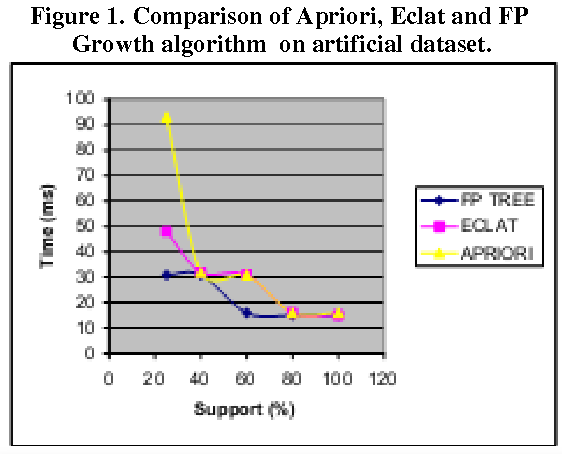 Figure 1. Comparison of Apriori, Eclat and FP
Growth algorithm on artificial dataset.
100
90
80
70
60
50
40
30
20
10
0
Time (ms)
0 20 40 60 80 100 120
Support (%)
FP TREE
ECLAT
APRIORI